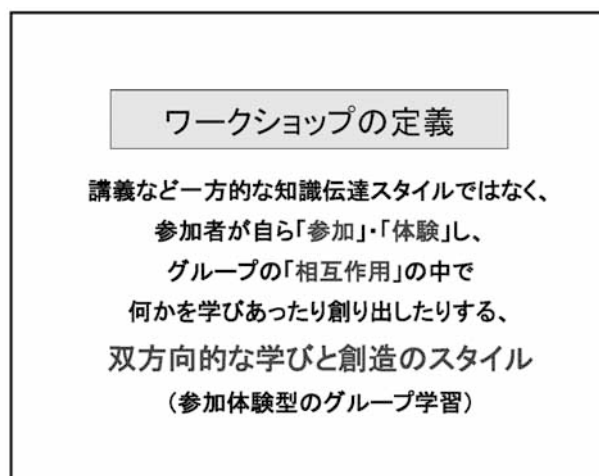 ワークショップの定義
講義など一方的な知識伝達スタイルではなく、
参加者が自ら「参加」・「体験」し、
グループの「相互作用」の中で
何かを学びあったり創り出したりする、
双方向的な学びと創造のスタイル
(参加体験型のグループ学習)